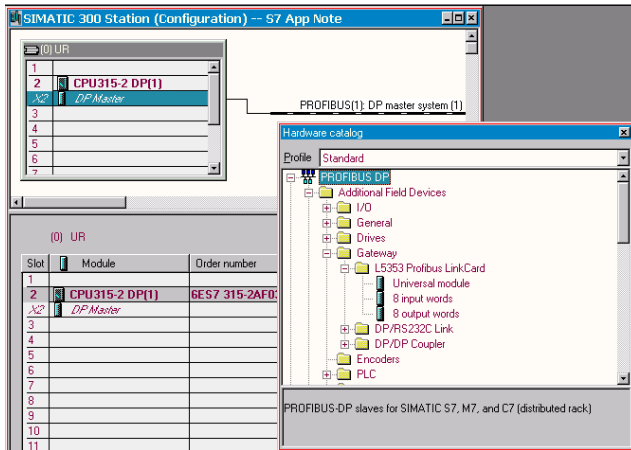 SIMATIC 300 Station (Configuration) -- S7 App Note
(0) UR
1
2 CPU315-2 DP(1)
X2 DP Master
3
4
5
6
7
PROFIBUS(1): DP master system (1)
Hardware catalog
Profile Standard
PROFIBUS DP
Additional Field Devices
I/O
General
Drives
Gateway
L5353 Profibus LinkCard
Universal module
8 input words
8 output words
DP/RS232C Link
DP/DP Coupler
Encoders
PLC
PROFIBUS-DP slaves for SIMATIC S7, M7, and C7 (distributed rack)
(0) UR
Slot Module Order number
1
2 CPU315-2 DP(1) 6ES7 315-2AF03
X2 DP Master
3
4
5
6
7
8
9
10
11